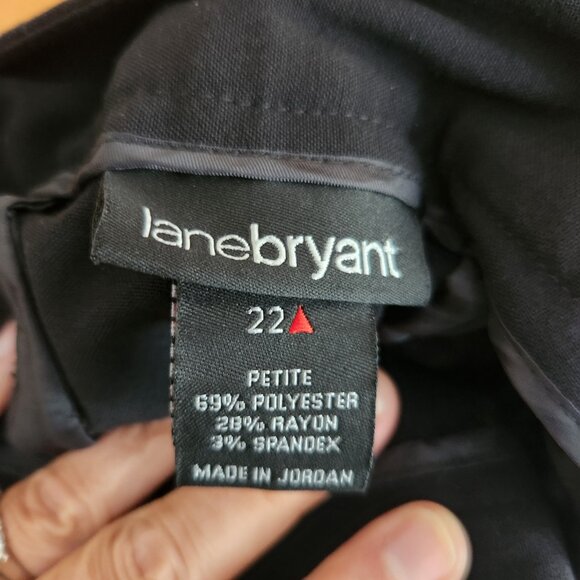 lanebryant
22
PETITE
69% POLYESTER
28% RAYON
3% SPANDEX
MADE IN JORDAN